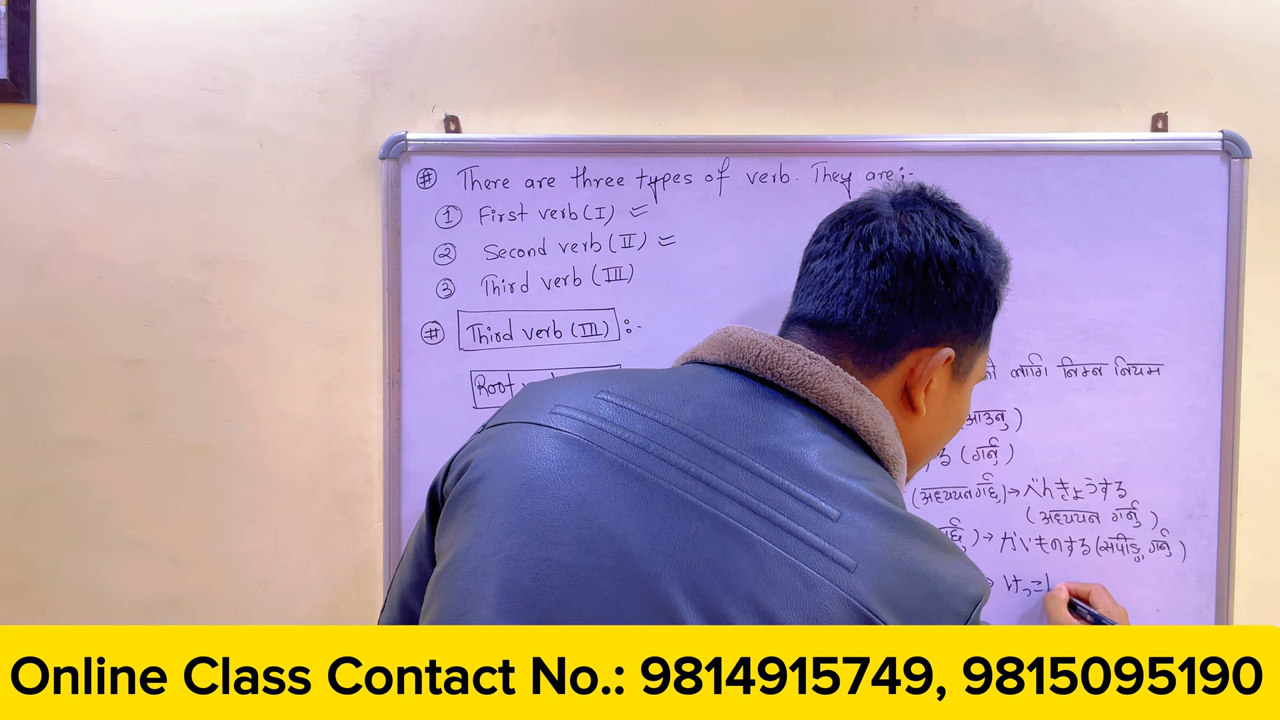 # There are three types of verb. They are :-
① First verb (I) =
② Second verb (II) =
③ Third verb (III)
# Third verb (III) :-
Root
लागि निम्न नियम
(आउनु)
る (गर्नु)
(अध्ययन गर्छु) → べんきょうする
(अध्ययन गर्नु)
) → かいものする (सपीङ्ग गर्नु)
→ けっこ
Online Class Contact No.: 9814915749, 9815095190